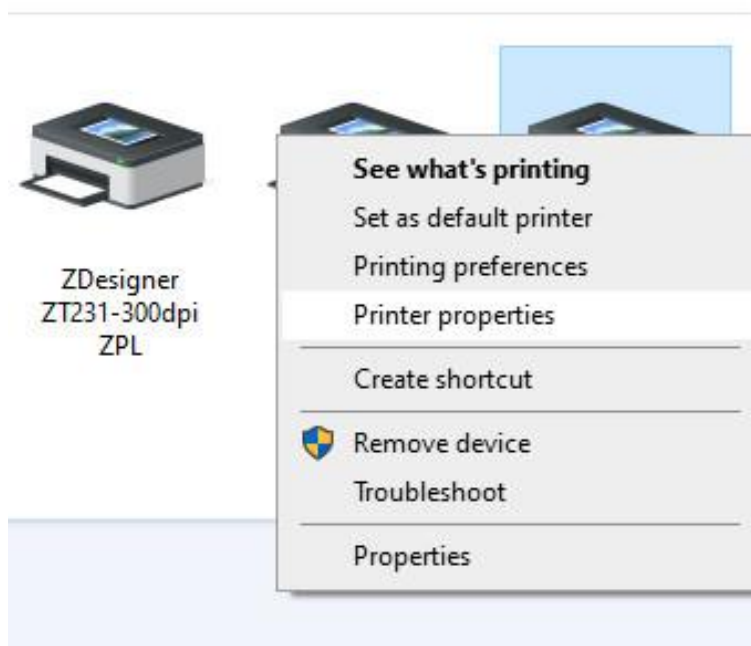 ZDesigner
ZT231-300dpi
ZPL
See what's printing
Set as default printer
Printing preferences
Printer properties
Create shortcut
Remove device
Troubleshoot
Properties